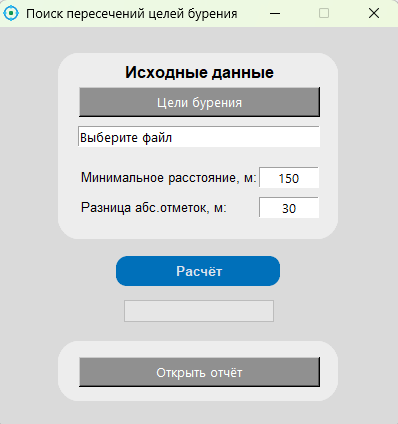 Поиск пересечений целей бурения
Исходные данные
Цели бурения
Выберите файл
Минимальное расстояние, м: 150
Разница абс.отметок, м: 30
Расчёт
Открыть отчёт